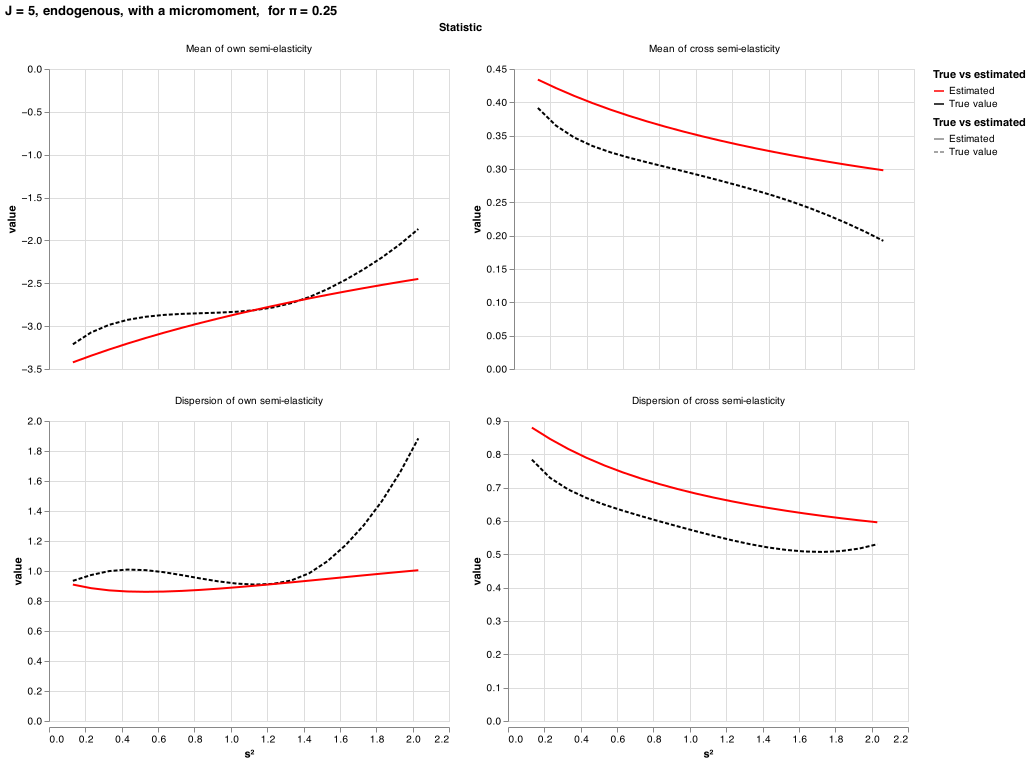 J = 5, endogenous, with a micromoment, for π = 0.25
Statistic
Mean of own semi-elasticity
Mean of cross semi-elasticity
0.0
−0.5
−1.0
−1.5
−2.0
−2.5
−3.0
−3.5
value
0.45
0.40
0.35
0.30
0.25
0.20
0.15
0.10
0.05
0.00
value
True vs estimated
Estimated
True value
True vs estimated
Estimated
True value
Dispersion of own semi-elasticity
Dispersion of cross semi-elasticity
2.0
1.8
1.6
1.4
1.2
1.0
0.8
0.6
0.4
0.2
0.0
value
0.0 0.2 0.4 0.6 0.8 1.0 1.2 1.4 1.6 1.8 2.0 2.2
s²
0.9
0.8
0.7
0.6
0.5
0.4
0.3
0.2
0.1
0.0
value
0.0 0.2 0.4 0.6 0.8 1.0 1.2 1.4 1.6 1.8 2.0 2.2
s²